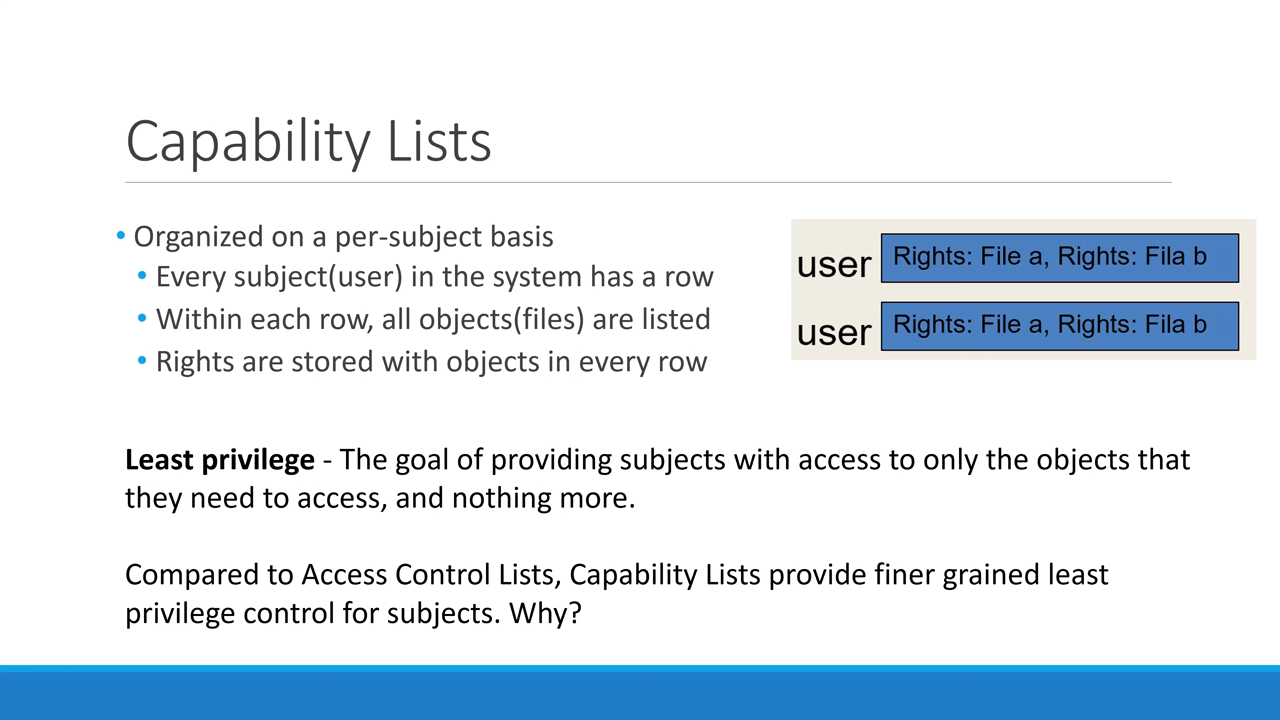 Capability Lists
• Organized on a per-subject basis
• Every subject(user) in the system has a row
• Within each row, all objects(files) are listed
• Rights are stored with objects in every row
user Rights: File a, Rights: Fila b
user Rights: File a, Rights: Fila b
Least privilege - The goal of providing subjects with access to only the objects that
they need to access, and nothing more.
Compared to Access Control Lists, Capability Lists provide finer grained least
privilege control for subjects. Why?